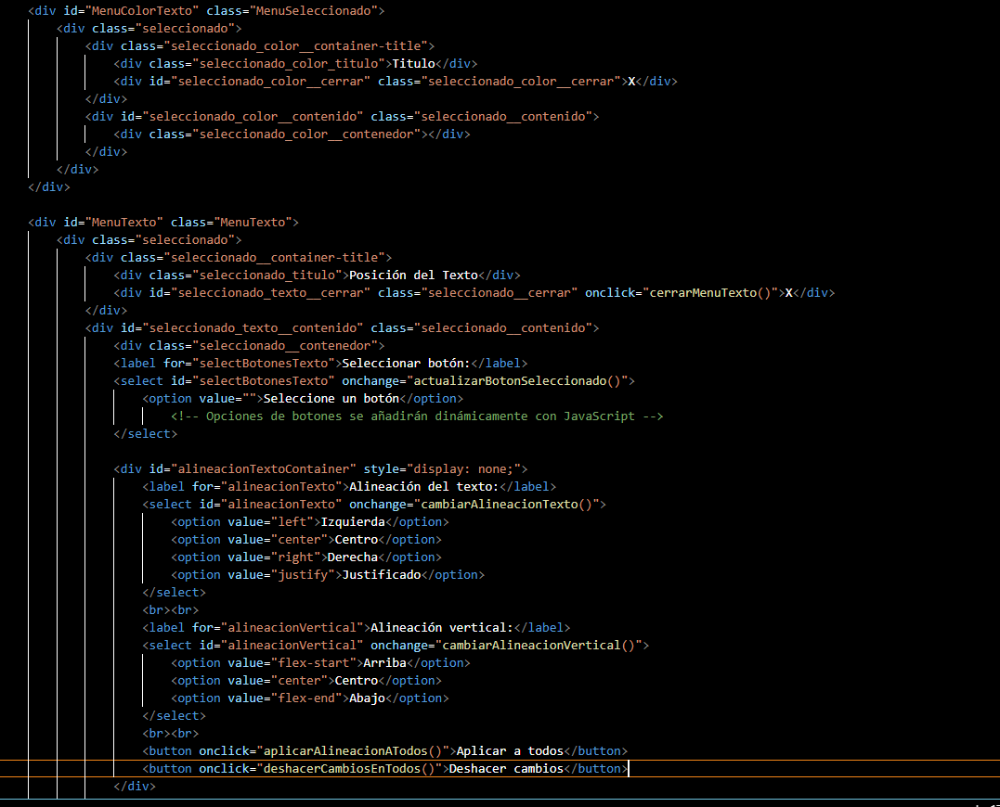 <div id="MenuColorTexto" class="MenuSeleccionado">
<div class="seleccionado">
<div class="seleccionado_color__container-title">
<div class="seleccionado_color_titulo">Titulo</div>
<div id="seleccionado_color__cerrar" class="seleccionado_color__cerrar">X</div>
</div>
<div id="seleccionado_color__contenido" class="seleccionado__contenido">
<div class="seleccionado_color__contenedor"></div>
</div>
</div>
</div>
<div id="MenuTexto" class="MenuTexto">
<div class="seleccionado">
<div class="seleccionado__container-title">
<div class="seleccionado_titulo">Posición del Texto</div>
<div id="seleccionado_texto__cerrar" class="seleccionado__cerrar" onclick="cerrarMenuTexto()">X</div>
</div>
<div id="seleccionado_texto__contenido" class="seleccionado__contenido">
<div class="seleccionado__contenedor">
<label for="selectBotonesTexto">Seleccionar botón:</label>
<select id="selectBotonesTexto" onchange="actualizarBotonSeleccionado()">
<option value="">Seleccione un botón</option>
<!-- Opciones de botones se añadirán dinámicamente con JavaScript -->
</select>
<div id="alineacionTextoContainer" style="display: none;">
<label for="alineacionTexto">Alineación del texto:</label>
<select id="alineacionTexto" onchange="cambiarAlineacionTexto()">
<option value="left">Izquierda</option>
<option value="center">Centro</option>
<option value="right">Derecha</option>
<option value="justify">Justificado</option>
</select>
<br><br>
<label for="alineacionVertical">Alineación vertical:</label>
<select id="alineacionVertical" onchange="cambiarAlineacionVertical()">
<option value="flex-start">Arriba</option>
<option value="center">Centro</option>
<option value="flex-end">Abajo</option>
</select>
<br><br>
<button onclick="aplicarAlineacionATodos()">Aplicar a todos</button>
<button onclick="deshacerCambiosEnTodos()">Deshacer cambios</button>
</div>